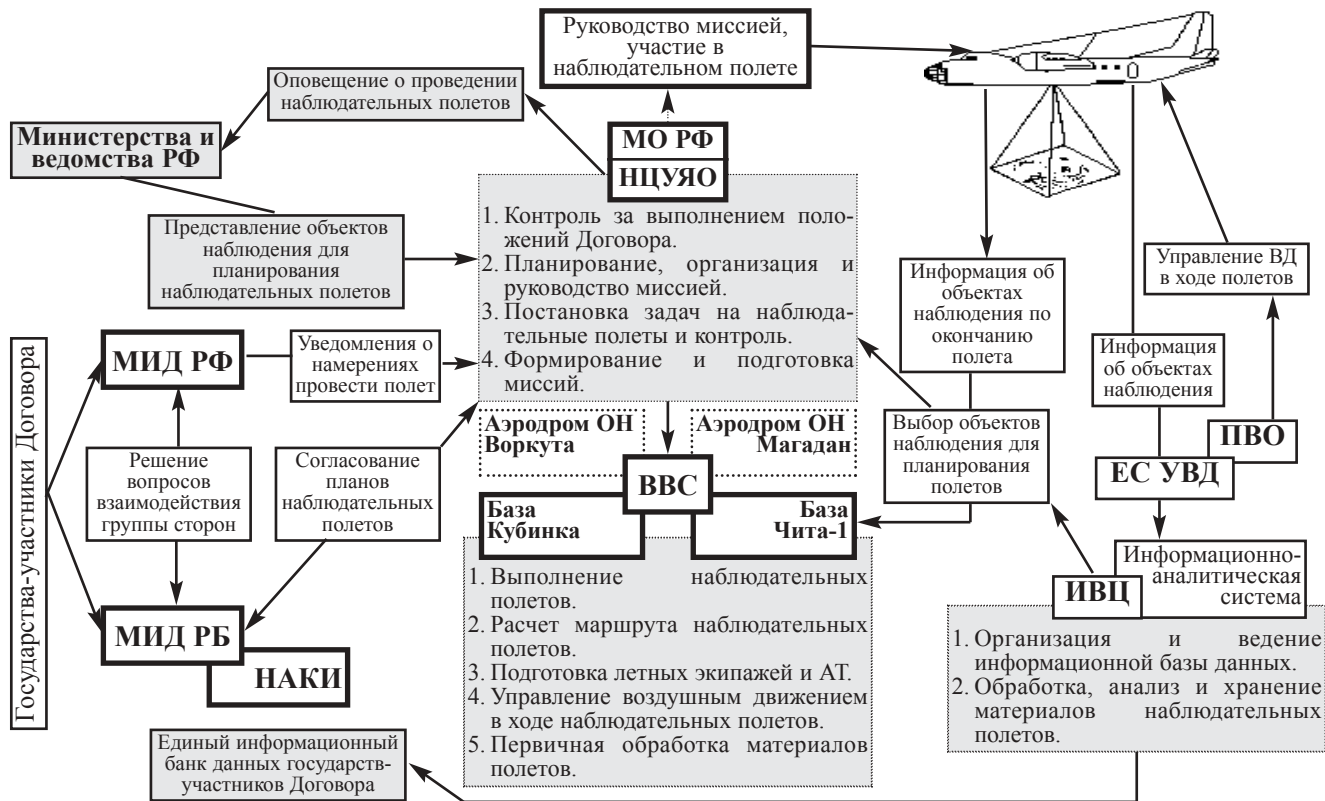 Руководство миссией,
участие в
наблюдательном полете
Оповещение о проведении
наблюдательных полетов
Министерства и
ведомства РФ
МО РФ
НЦУЯО
Представление объектов
наблюдения для
планирования
наблюдательных полетов
1. Контроль за выполнением поло-
жений Договора.
2. Планирование, организация и
руководство миссией.
3. Постановка задач на наблюда-
тельные полеты и контроль.
4. Формирование и подготовка
миссий.
Информация об
объектах
наблюдения по
окончанию
полета
Управление ВД
в ходе полетов
Информация
об объектах
наблюдения
Государства-участники Договора
МИД РФ
Уведомления о
намерениях
провести полет
Решение
вопросов
взаимодействия
группы сторон
Согласование
планов
наблюдательных
полетов
МИД РБ
НАКИ
Аэродром ОН
Воркута
Аэродром ОН
Магадан
ВВС
База
Кубинка
База
Чита-1
1. Выполнение наблюдательных
полетов.
2. Расчет маршрута наблюдательных
полетов.
3. Подготовка летных экипажей и АТ.
4. Управление воздушным движением
в ходе наблюдательных полетов.
5. Первичная обработка материалов
полетов.
Выбор объектов
наблюдения для
планирования
полетов
ПВО
ЕС УВД
Информационно-
аналитическая
система
ИВЦ
1. Организация и ведение
информационной базы данных.
2. Обработка, анализ и хранение
материалов наблюдательных
полетов.
Единый информационный
банк данных государств-
участников Договора